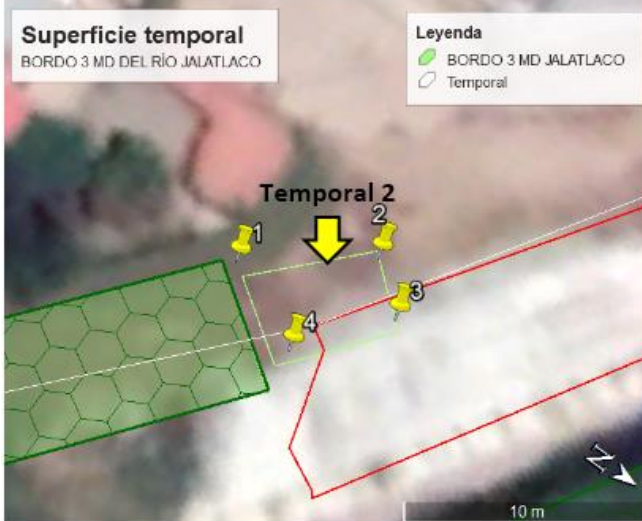 Superficie temporal
BORDO 3 MD DEL RÍO JALATLACO
Leyenda
BORDO 3 MD JALATLACO
Temporal
Temporal 2
1
2
3
4
N
10 m